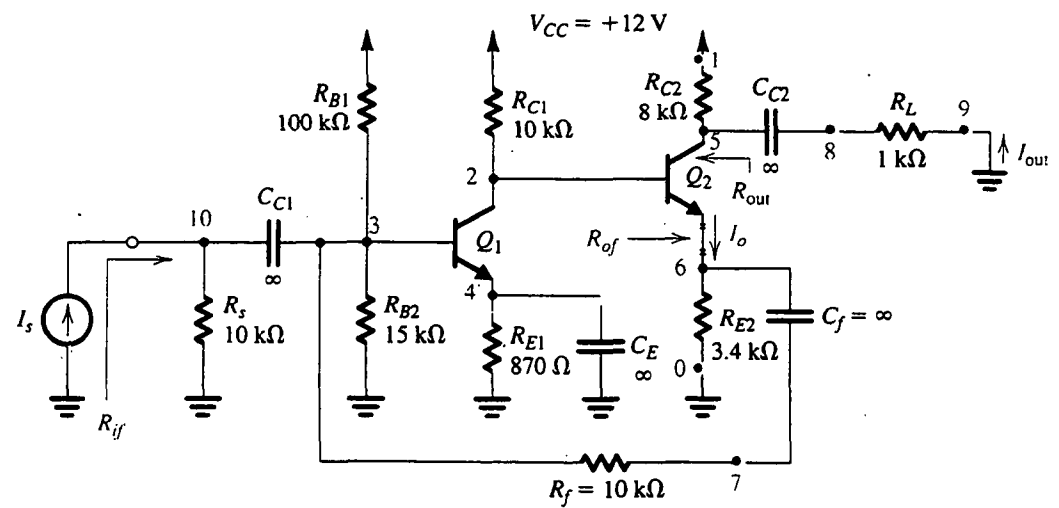 V_CC = +12 V
1
R_B1
100 kΩ
R_C1
10 kΩ
R_C2
8 kΩ
C_C2
∞
R_L
1 kΩ
9
8
5
I_out
2
Q_2
R_out
C_C1
∞
10
3
Q_1
R_of
I_o
6
4
I_s
R_s
10 kΩ
R_B2
15 kΩ
R_E1
870 Ω
C_E
∞
R_E2
3.4 kΩ
C_f = ∞
0
R_if
R_f = 10 kΩ
7